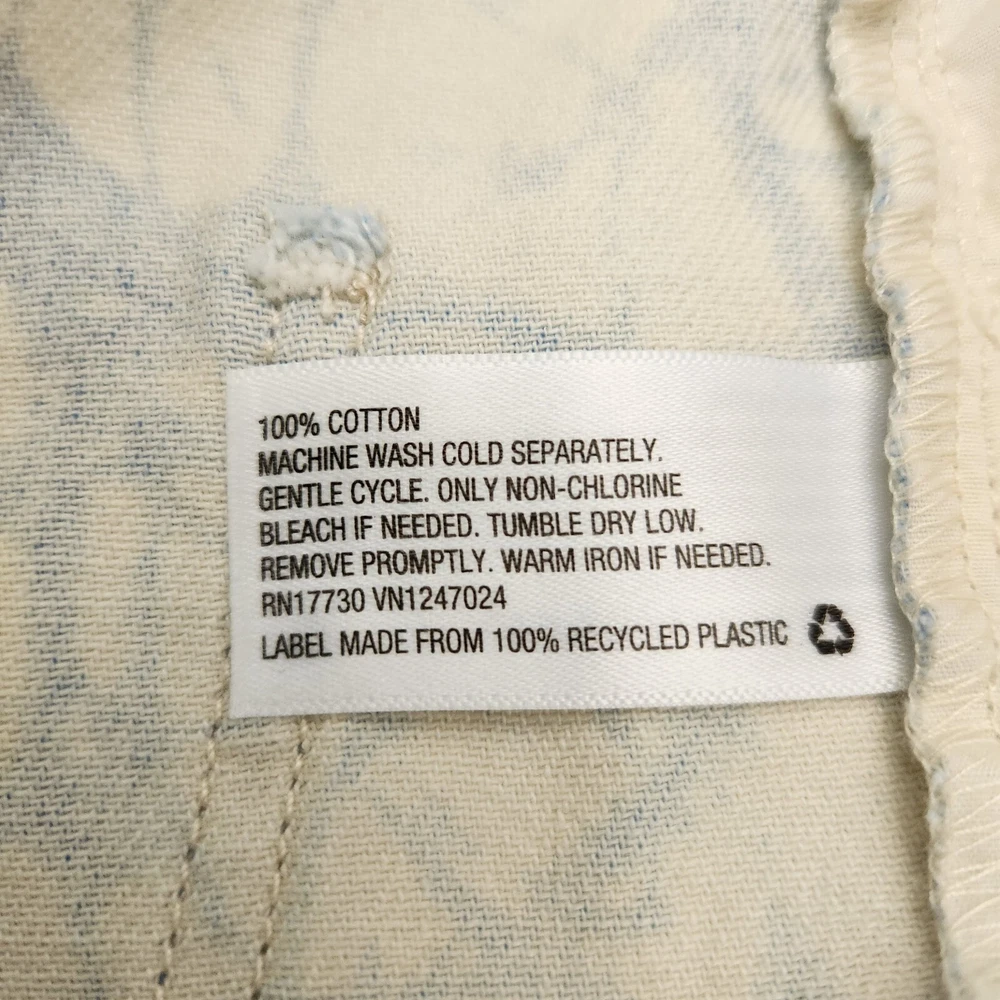 100% COTTON
MACHINE WASH COLD SEPARATELY.
GENTLE CYCLE. ONLY NON-CHLORINE
BLEACH IF NEEDED. TUMBLE DRY LOW.
REMOVE PROMPTLY. WARM IRON IF NEEDED.
RN17730 VN1247024
LABEL MADE FROM 100% RECYCLED PLASTIC